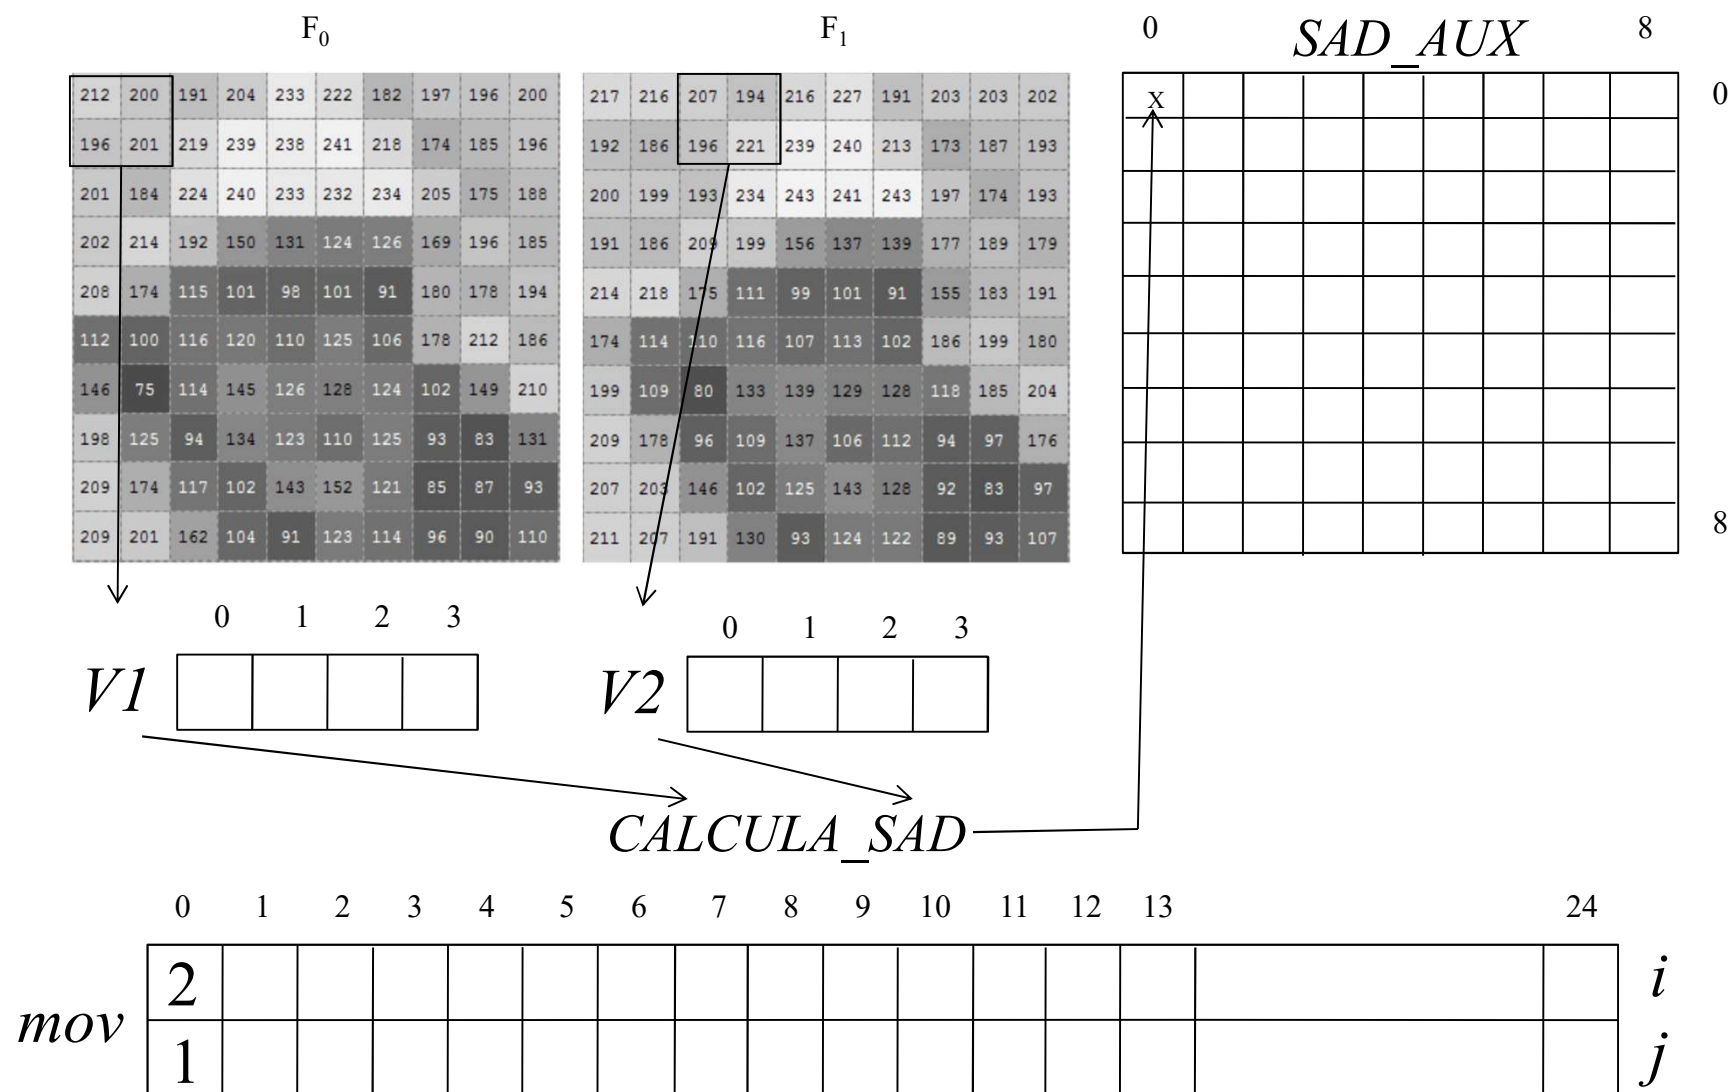 F0 F1 0 SAD_AUX 8
212 200 191 204 233 222 182 197 196 200 217 216 207 194 216 227 191 203 203 202 X 0
196 201 219 239 238 241 218 174 185 196 192 186 196 221 239 240 213 173 187 193
201 184 224 240 233 232 234 205 175 188 200 199 193 234 243 241 243 197 174 193
202 214 192 150 131 124 126 169 196 185 191 186 209 199 156 137 139 177 189 179
208 174 115 101 98 101 91 180 178 194 214 218 175 111 99 101 91 155 183 191
112 100 116 120 110 125 106 178 212 186 174 114 110 116 107 113 102 186 199 180
146 75 114 145 126 128 124 102 149 210 199 109 80 133 139 129 128 118 185 204
198 125 94 134 123 110 125 93 83 131 209 178 96 109 137 106 112 94 97 176
209 174 117 102 143 152 121 85 87 93 207 203 146 102 125 143 128 92 83 97
209 201 162 104 91 123 114 96 90 110 211 207 191 130 93 124 122 89 93 107 8
0 1 2 3 0 1 2 3
V1 V2
CALCULA_SAD
0 1 2 3 4 5 6 7 8 9 10 11 12 13 24
2 i
mov
1 j